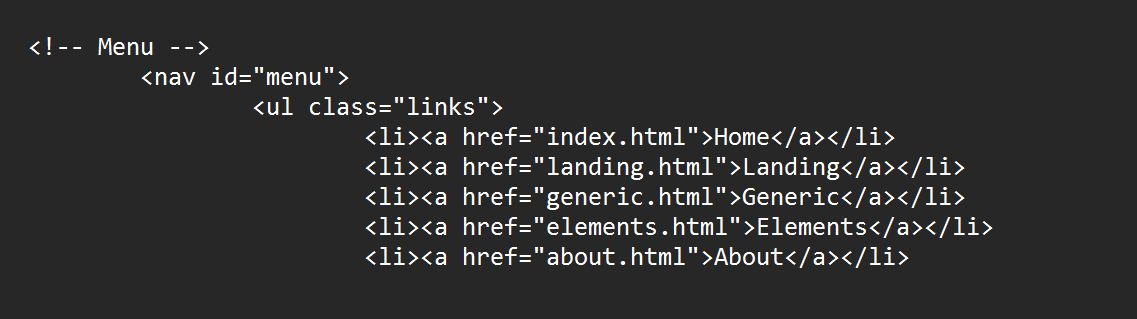 <!-- Menu -->
<nav id="menu">
<ul class="links">
<li><a href="index.html">Home</a></li>
<li><a href="landing.html">Landing</a></li>
<li><a href="generic.html">Generic</a></li>
<li><a href="elements.html">Elements</a></li>
<li><a href="about.html">About</a></li>